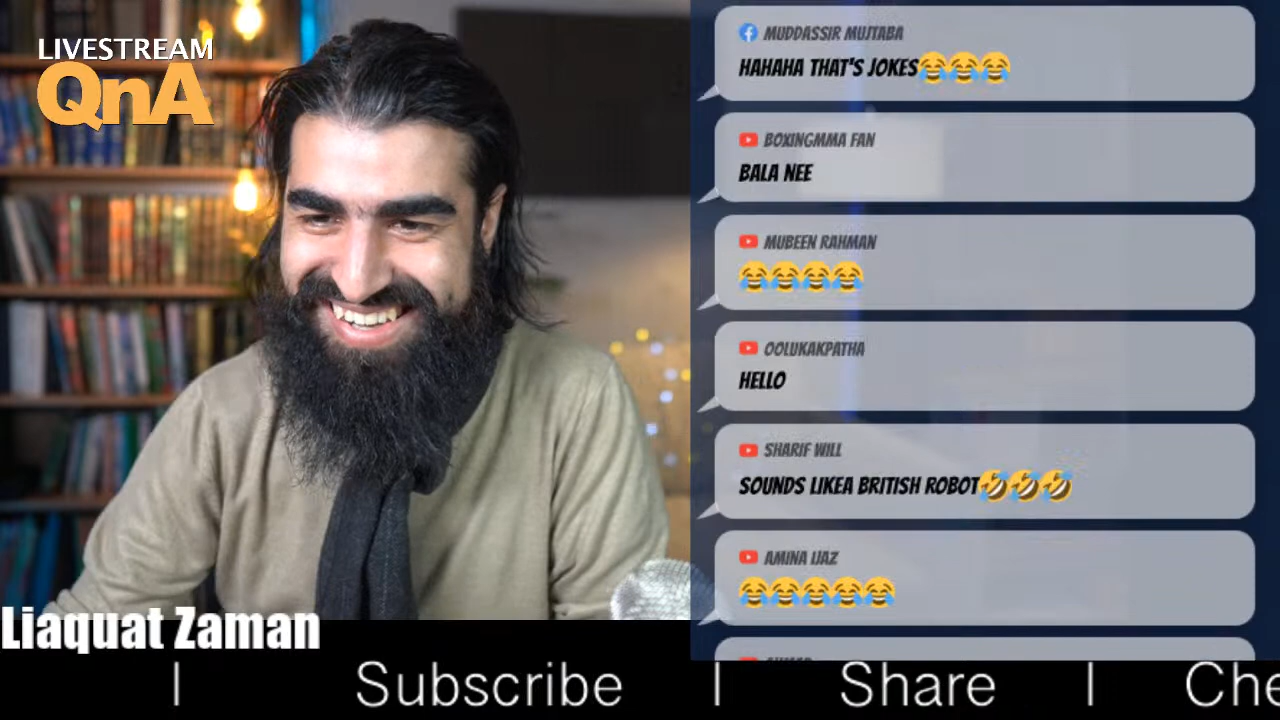 LIVESTREAM
QnA
MUDDASSIR MUJTABA
HAHAHA THAT'S JOKES😂😂😂
BOXINGMMA FAN
BALA NEE
MUBEEN RAHMAN
😂😂😂😂
OOLUKAKPATHA
HELLO
SHARIF WILL
SOUNDS LIKEA BRITISH ROBOT🤣🤣🤣
AMINA IJAZ
😂😂😂😂😂
Liaquat Zaman
| Subscribe | Share | Che